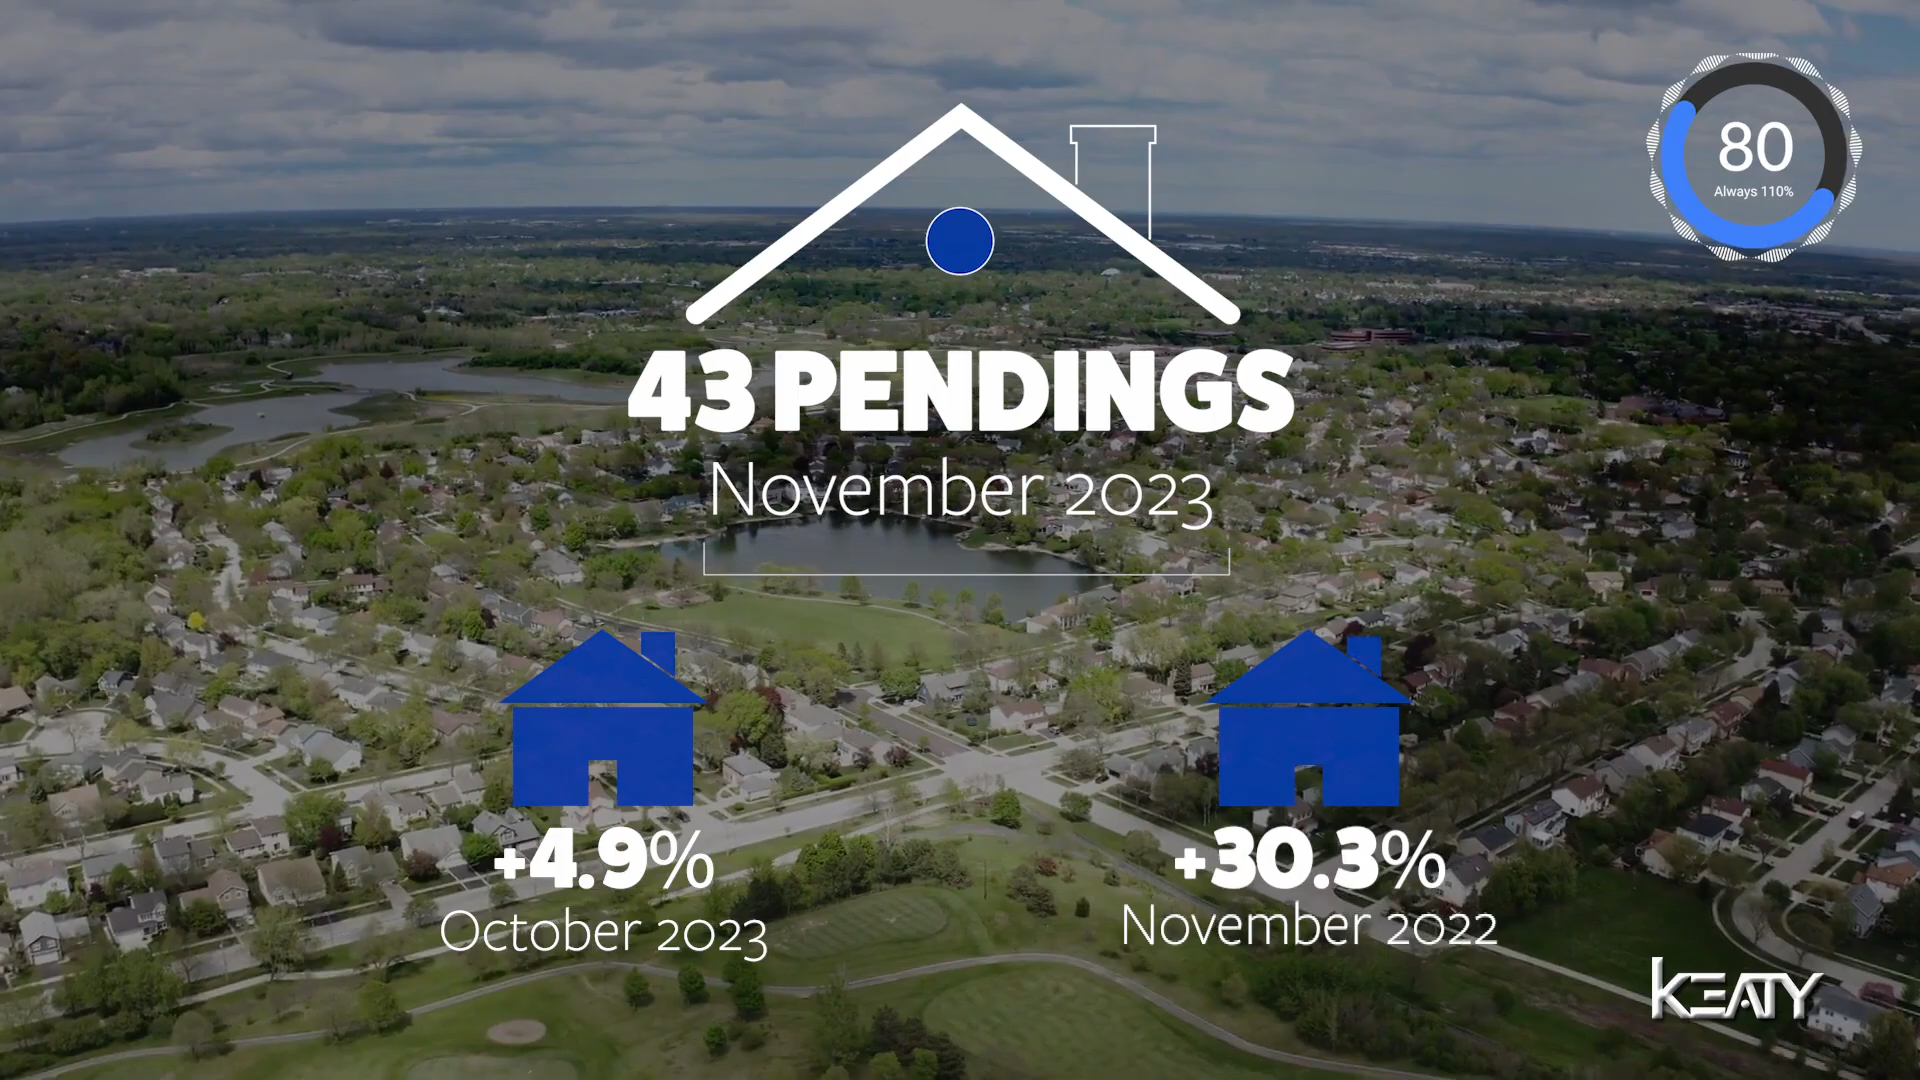 80
Always 110%
43 PENDINGS
November 2023
+4.9%
October 2023
+30.3%
November 2022
KEATY